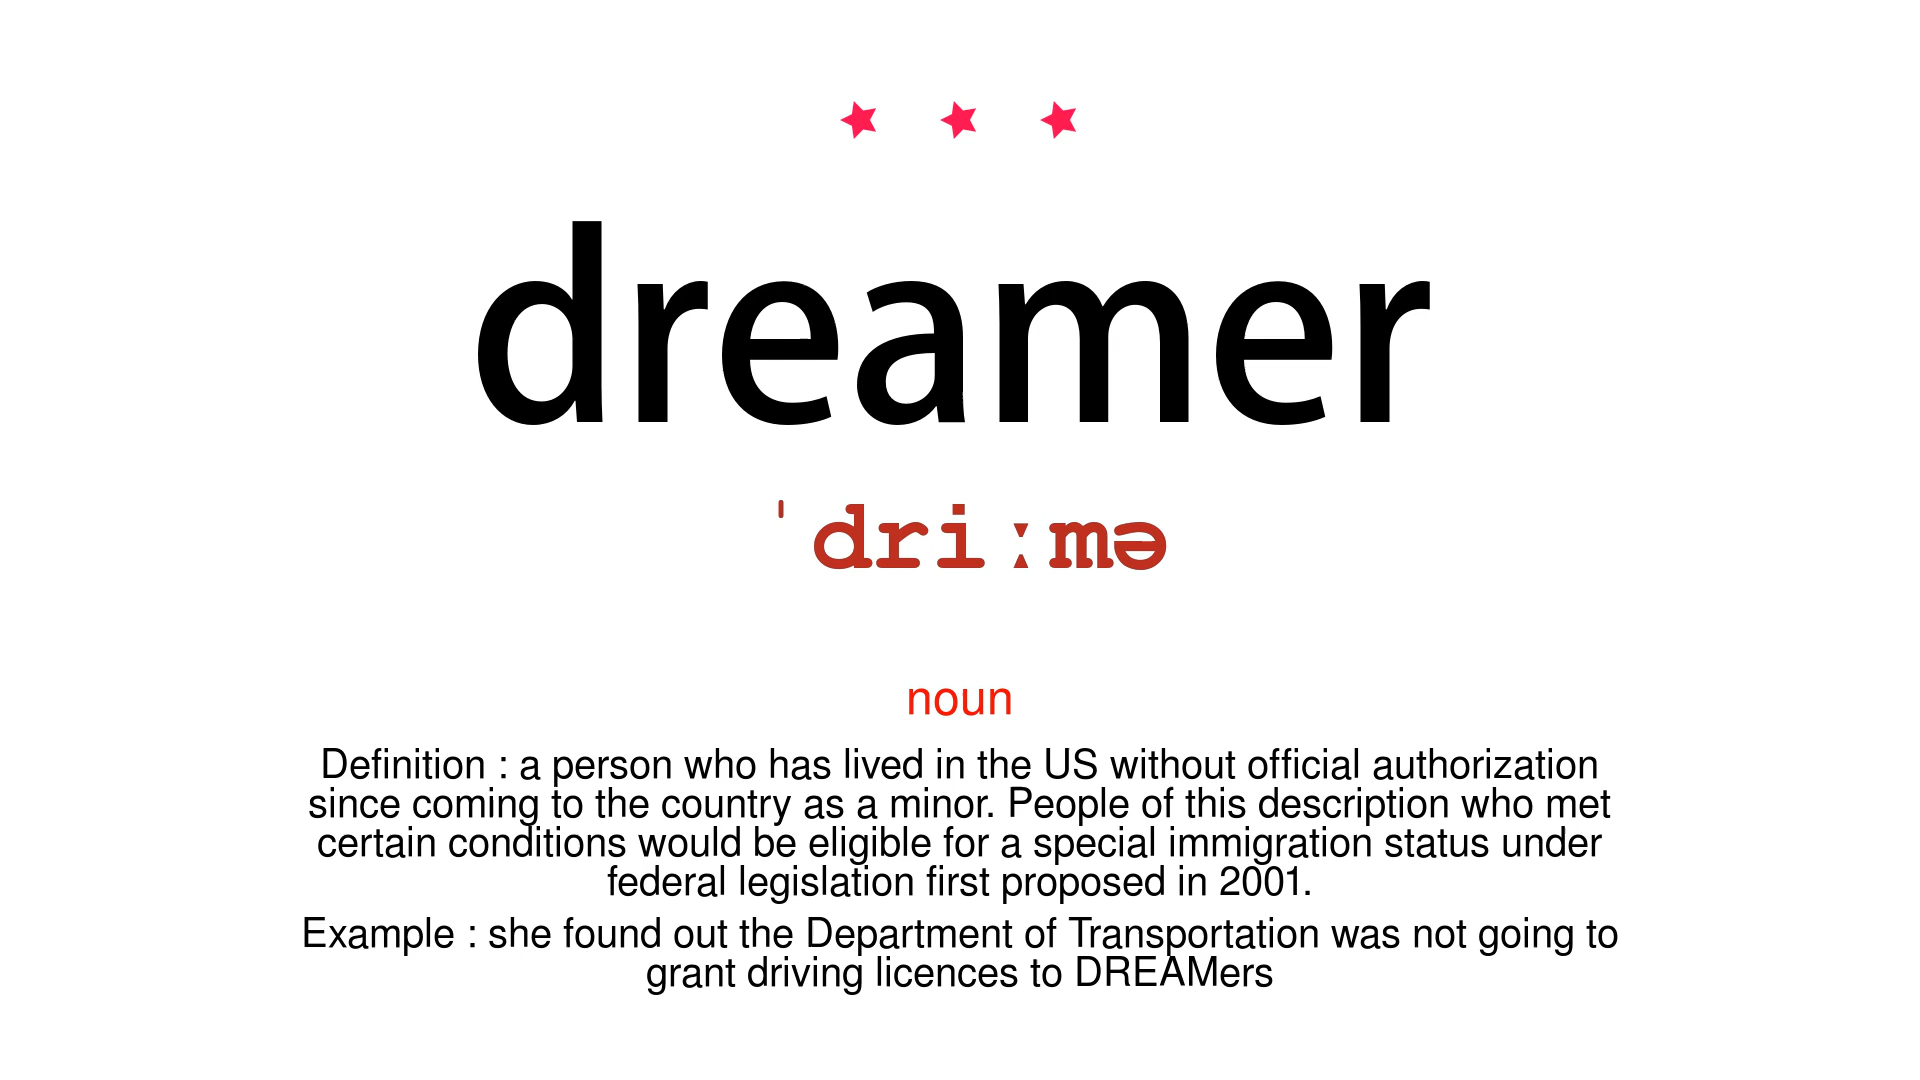 dreamer
ˈdriːmə
noun
Definition : a person who has lived in the US without official authorization
since coming to the country as a minor. People of this description who met
certain conditions would be eligible for a special immigration status under
federal legislation first proposed in 2001.
Example : she found out the Department of Transportation was not going to
grant driving licences to DREAMers